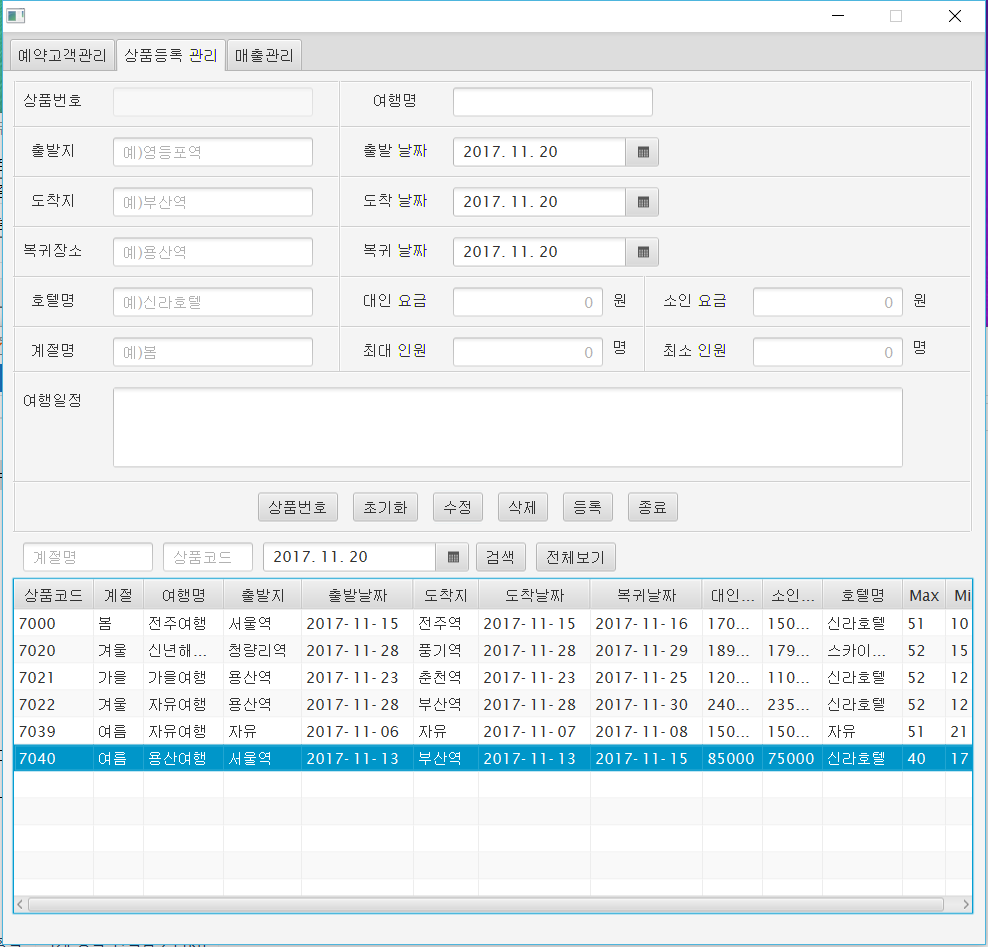 예약고객관리 상품등록 관리 매출관리
상품번호 여행명
출발지 예)영등포역 출발 날짜 2017. 11. 20
도착지 예)부산역 도착 날짜 2017. 11. 20
복귀장소 예)용산역 복귀 날짜 2017. 11. 20
호텔명 예)신라호텔 대인 요금 0 원 소인 요금 0 원
계절명 예)봄 최대 인원 0 명 최소 인원 0 명
여행일정
상품번호 초기화 수정 삭제 등록 종료
계절명 상품코드 2017. 11. 20 검색 전체보기
상품코드 계절 여행명 출발지 출발날짜 도착지 도착날짜 복귀날짜 대인... 소인... 호텔명 Max Mi
7000 봄 전주여행 서울역 2017-11-15 전주역 2017-11-15 2017-11-16 170... 150... 신라호텔 51 10
7020 겨울 신년해... 청량리역 2017-11-28 풍기역 2017-11-28 2017-11-29 189... 179... 스카이... 52 15
7021 가을 가을여행 용산역 2017-11-23 춘천역 2017-11-23 2017-11-25 120... 110... 신라호텔 52 12
7022 겨울 자유여행 용산역 2017-11-28 부산역 2017-11-28 2017-11-30 240... 235... 신라호텔 52 12
7039 여름 자유여행 자유 2017-11-06 자유 2017-11-07 2017-11-08 150... 150... 자유 51 21
7040 여름 용산여행 서울역 2017-11-13 부산역 2017-11-13 2017-11-15 85000 75000 신라호텔 40 17